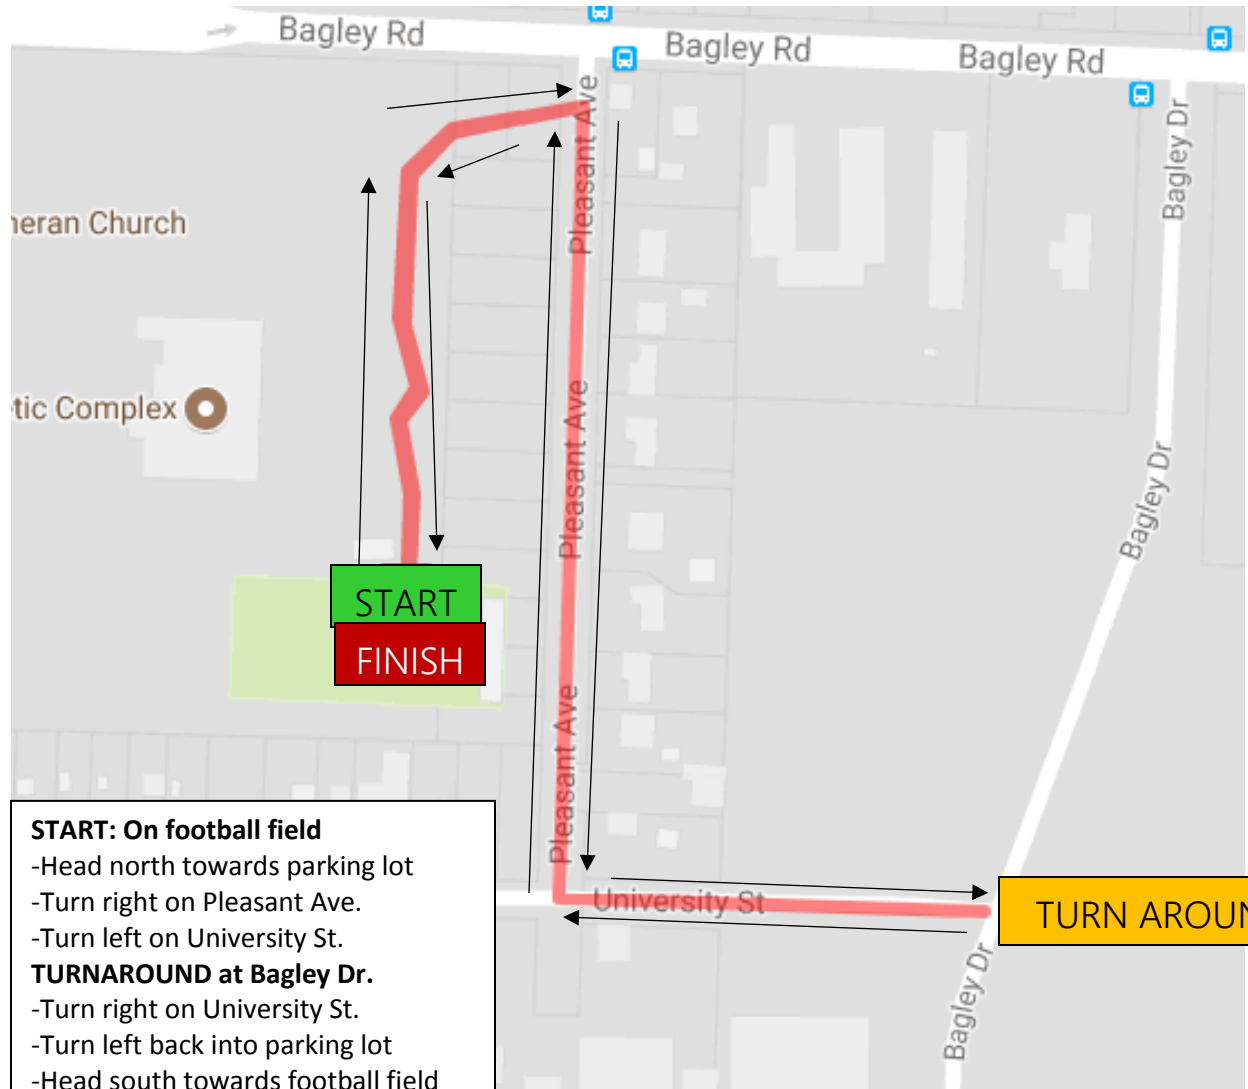 Bagley Rd
Bagley Rd
Bagley Rd
Pleasant Ave
Bagley Dr
heran Church
etic Complex
Pleasant Ave
Bagley Dr
START
FINISH
Pleasant Ave
START: On football field
-Head north towards parking lot
-Turn right on Pleasant Ave.
-Turn left on University St.
TURNAROUND at Bagley Dr.
-Turn right on University St.
-Turn left back into parking lot
-Head south towards football field
University St
TURN AROUN
Bagley Dr